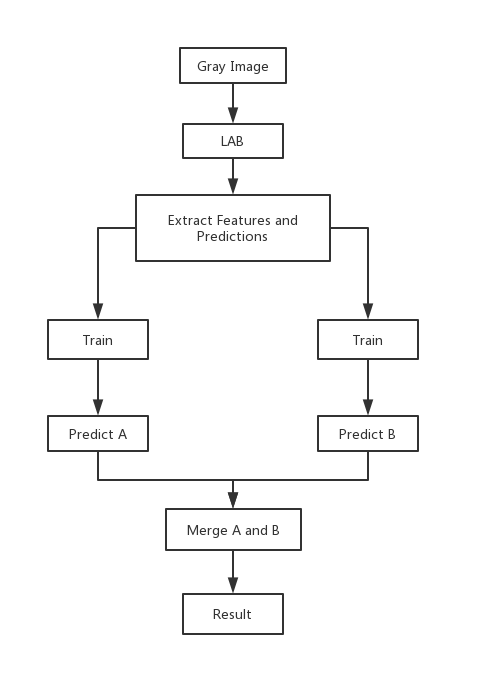 Gray Image
LAB
Extract Features and
Predictions
Train
Train
Predict A
Predict B
Merge A and B
Result